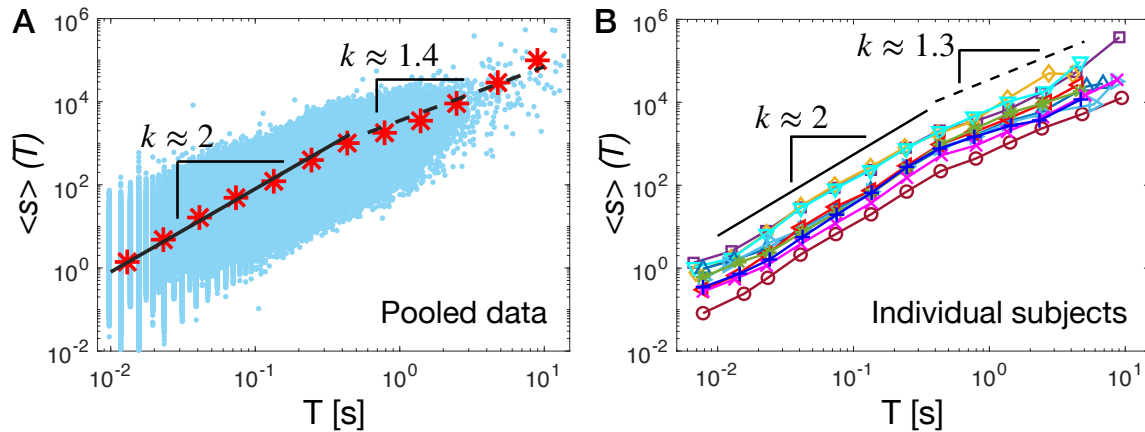 A
<s> (T)
10^6
10^4
10^2
10^0
10^-2
k ≈ 1.4
k ≈ 2
Pooled data
10^-2
10^-1
10^0
10^1
T [s]
B
<s> (T)
10^6
10^4
10^2
10^0
10^-2
k ≈ 1.3
k ≈ 2
Individual subjects
10^-2
10^-1
10^0
10^1
T [s]